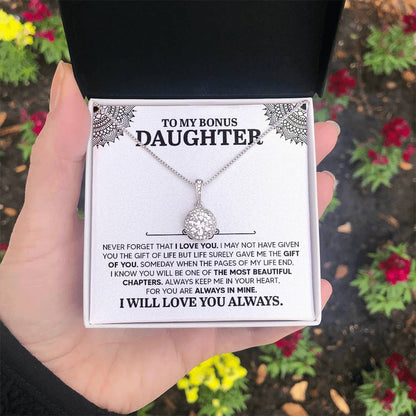 TO MY BONUS
DAUGHTER
NEVER FORGET THAT I LOVE YOU. I MAY NOT HAVE GIVEN
YOU THE GIFT OF LIFE BUT LIFE SURELY GAVE ME THE GIFT
OF YOU. SOMEDAY WHEN THE PAGES OF MY LIFE END,
I KNOW YOU WILL BE ONE OF THE MOST BEAUTIFUL
CHAPTERS. ALWAYS KEEP ME IN YOUR HEART,
FOR YOU ARE ALWAYS IN MINE.
I WILL LOVE YOU ALWAYS.